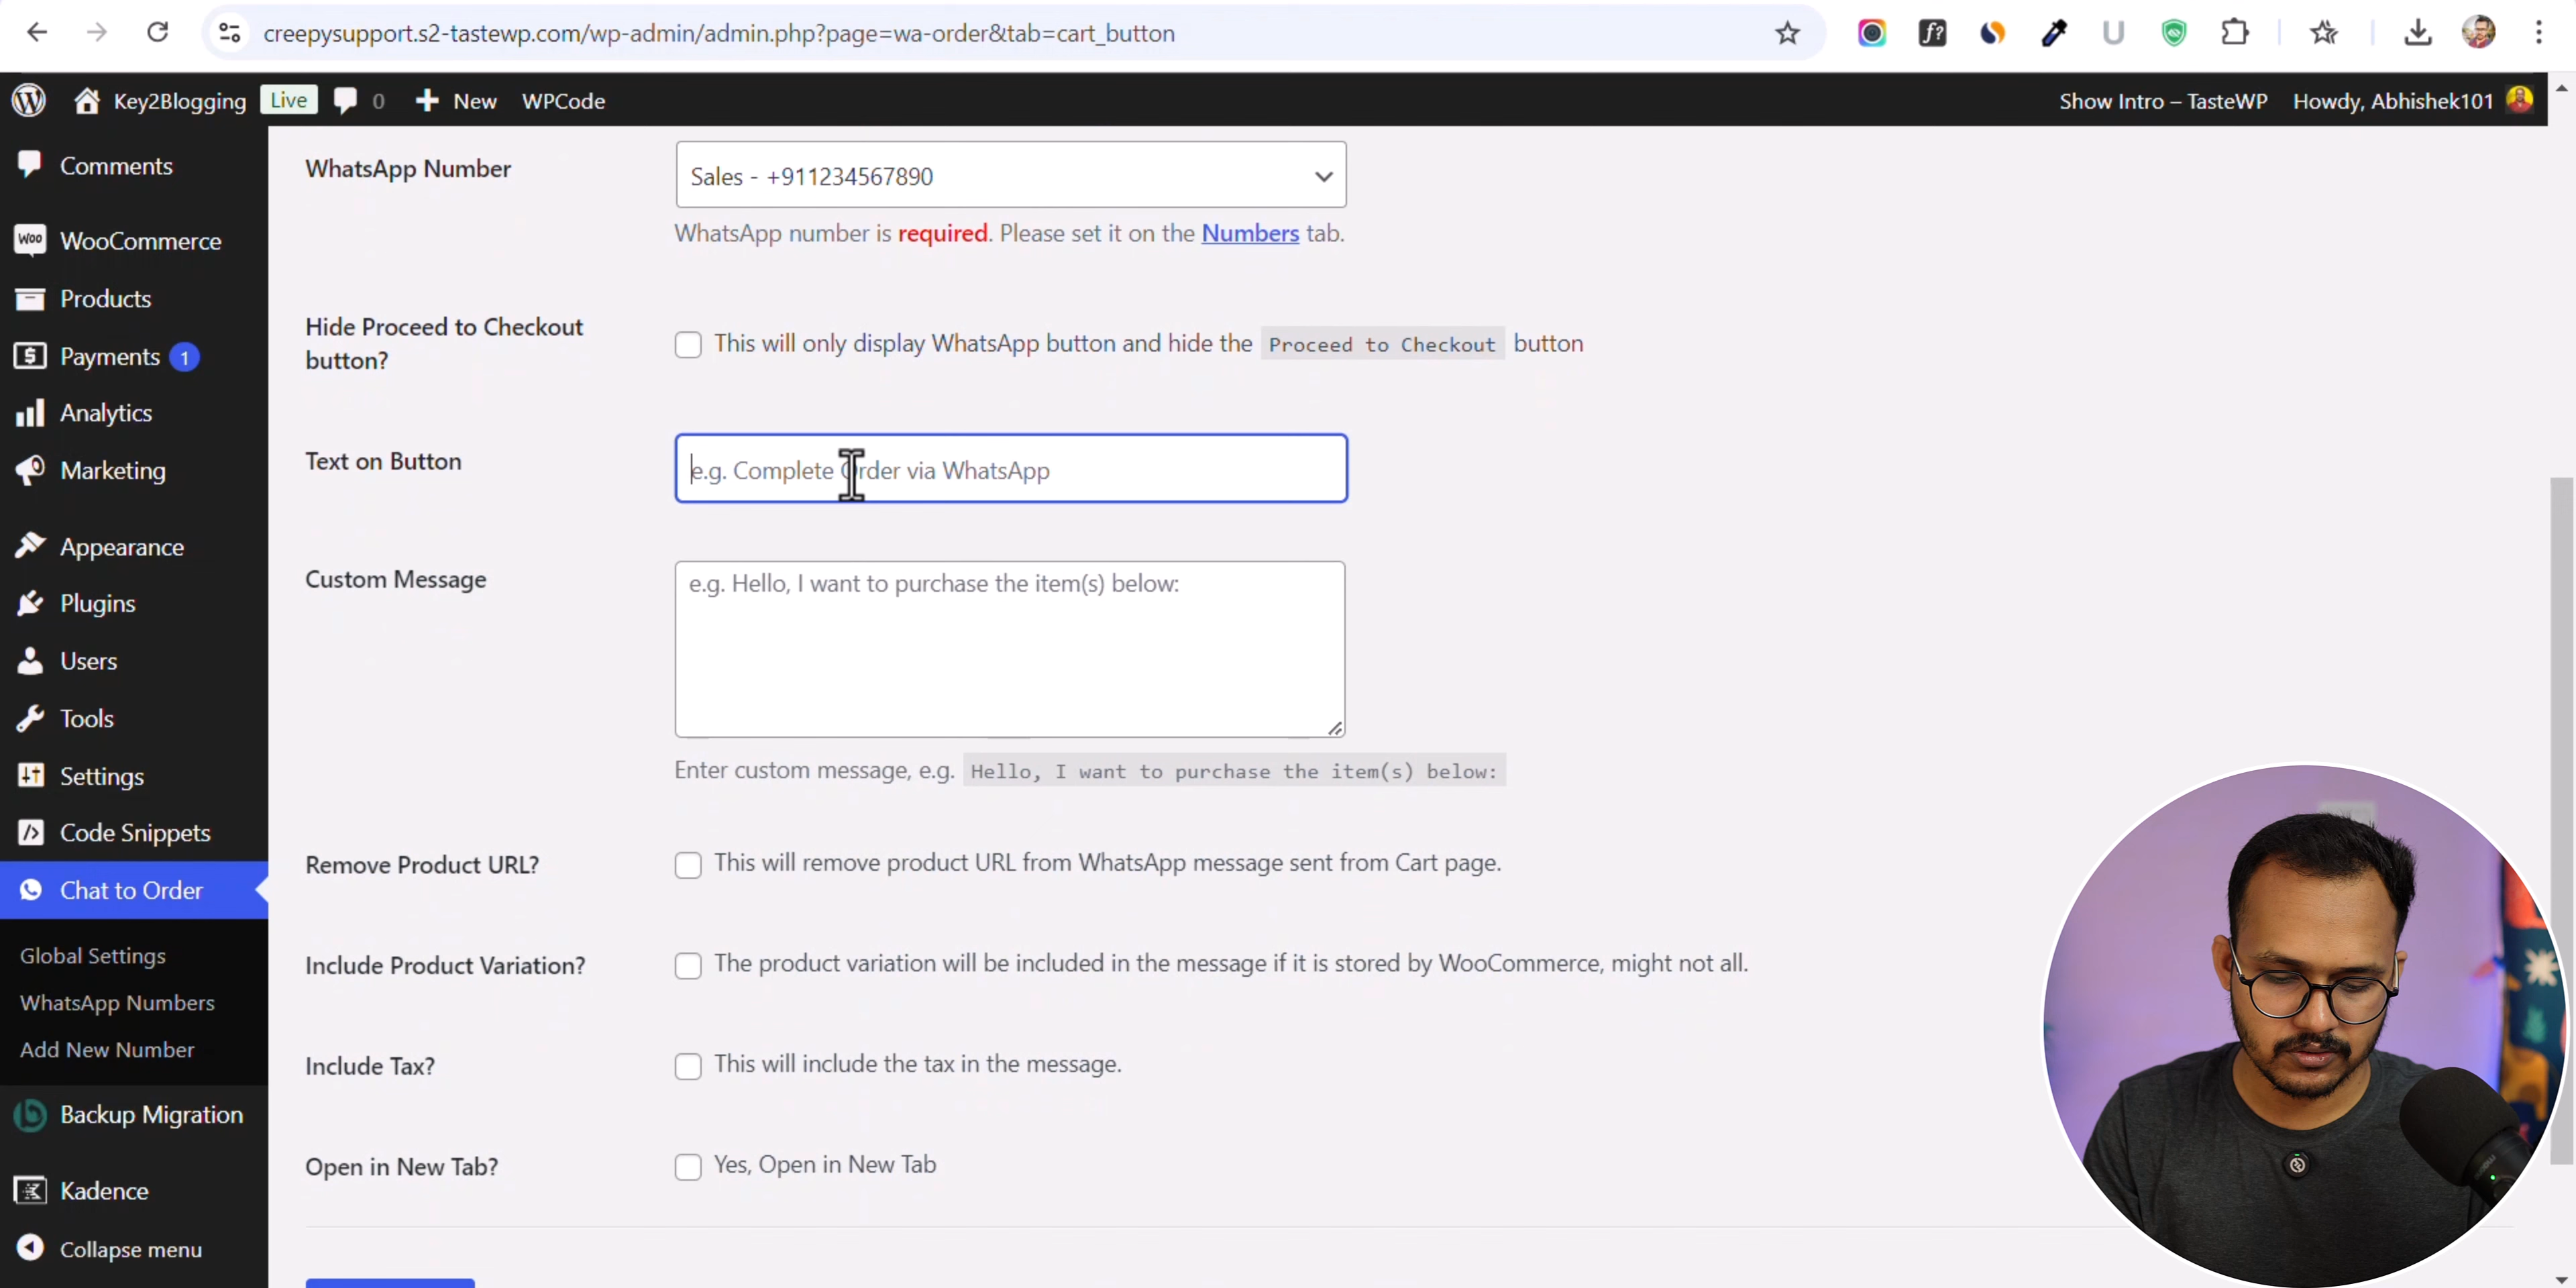 creepysupport.s2-tastewp.com/wp-admin/admin.php?page=wa-order&tab=cart_button
Key2Blogging Live 0 New WPCode Show Intro – TasteWP Howdy, Abhishek101
Comments
WooCommerce
Products
Payments 1
Analytics
Marketing
Appearance
Plugins
Users
Tools
Settings
Code Snippets
Chat to Order
Global Settings
WhatsApp Numbers
Add New Number
Backup Migration
Kadence
Collapse menu
WhatsApp Number
Sales - +911234567890
WhatsApp number is required. Please set it on the Numbers tab.
Hide Proceed to Checkout
button?
This will only display WhatsApp button and hide the Proceed to Checkout button
Text on Button
e.g. Complete Order via WhatsApp
Custom Message
e.g. Hello, I want to purchase the item(s) below:
Enter custom message, e.g. Hello, I want to purchase the item(s) below:
Remove Product URL?
This will remove product URL from WhatsApp message sent from Cart page.
Include Product Variation?
The product variation will be included in the message if it is stored by WooCommerce, might not all.
Include Tax?
This will include the tax in the message.
Open in New Tab?
Yes, Open in New Tab